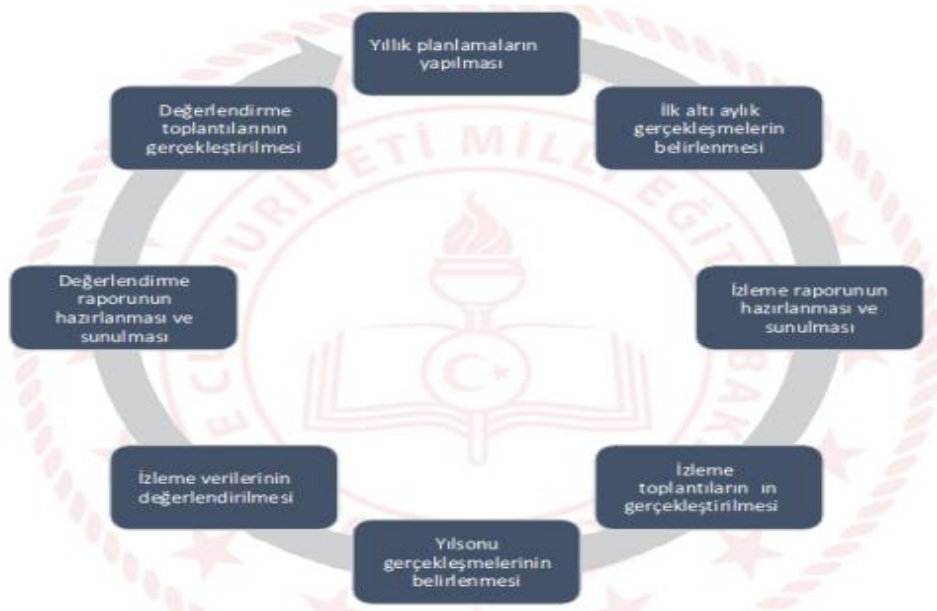 Yıllık planlamaların
yapılması
İlk altı aylık
gerçekleşmelerin
belirlenmesi
İzleme raporunun
hazırlanması ve
sunulması
İzleme
toplantıların ın
gerçekleştirilmesi
Yılsonu
gerçekleşmelerinin
belirlenmesi
İzleme verilerinin
değerlendirilmesi
Değerlendirme
raporunun
hazırlanması ve
sunulması
Değerlendirme
toplantılarının
gerçekleştirilmesi